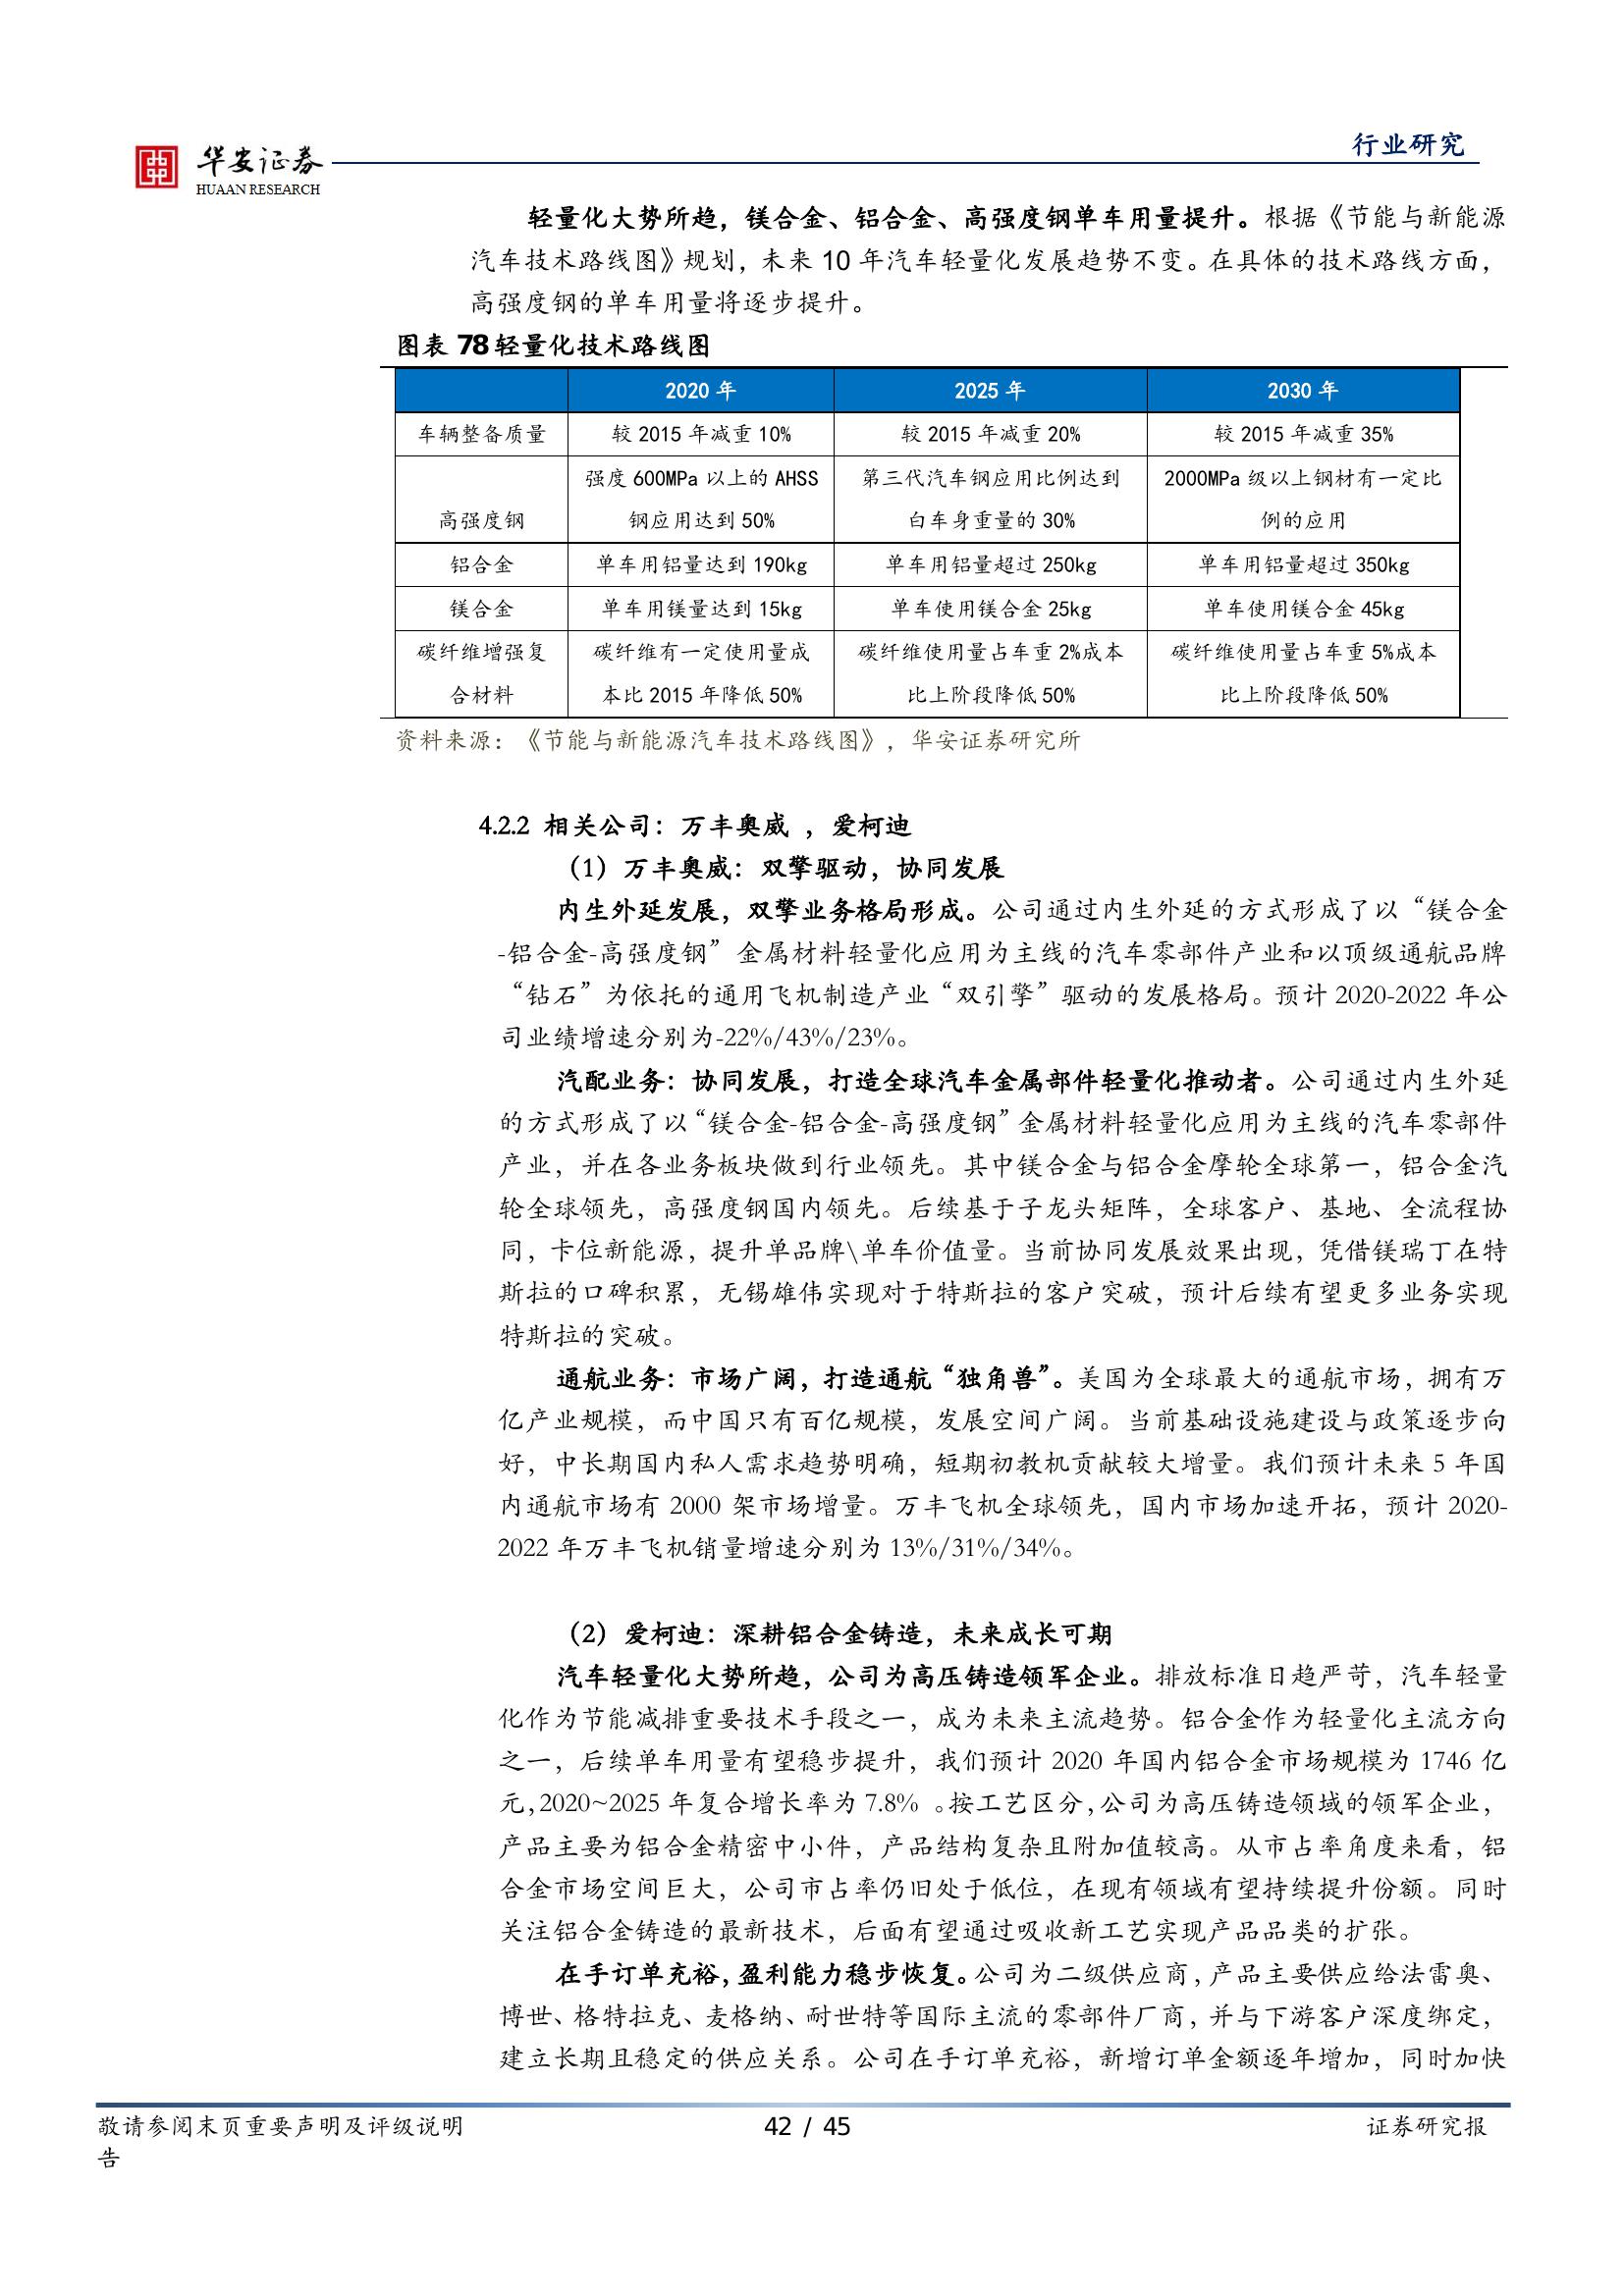 华安证券
HUAAN RESEARCH
行业研究
轻量化大势所趋，镁合金、铝合金、高强度钢单车用量提升。根据《节能与新能源
汽车技术路线图》规划，未来 10 年汽车轻量化发展趋势不变。在具体的技术路线方面，
高强度钢的单车用量将逐步提升。
图表 78 轻量化技术路线图
2020 年 2025 年 2030 年
车辆整备质量 较 2015 年减重 10% 较 2015 年减重 20% 较 2015 年减重 35%
强度 600MPa 以上的 AHSS 第三代汽车钢应用比例达到 2000MPa 级以上钢材有一定比
高强度钢 钢应用达到 50% 白车身重量的 30% 例的应用
铝合金 单车用铝量达到 190kg 单车用铝量超过 250kg 单车用铝量超过 350kg
镁合金 单车用镁量达到 15kg 单车使用镁合金 25kg 单车使用镁合金 45kg
碳纤维增强复 碳纤维有一定使用量成 碳纤维使用量占车重 2%成本 碳纤维使用量占车重 5%成本
合材料 本比 2015 年降低 50% 比上阶段降低 50% 比上阶段降低 50%
资料来源：《节能与新能源汽车技术路线图》，华安证券研究所
4.2.2 相关公司：万丰奥威 ，爱柯迪
（1）万丰奥威：双擎驱动，协同发展
内生外延发展，双擎业务格局形成。公司通过内生外延的方式形成了以“镁合金
-铝合金-高强度钢”金属材料轻量化应用为主线的汽车零部件产业和以顶级通航品牌
“钻石”为依托的通用飞机制造产业“双引擎”驱动的发展格局。预计 2020-2022 年公
司业绩增速分别为-22%/43%/23%。
汽配业务：协同发展，打造全球汽车金属部件轻量化推动者。公司通过内生外延
的方式形成了以“镁合金-铝合金-高强度钢”金属材料轻量化应用为主线的汽车零部件
产业，并在各业务板块做到行业领先。其中镁合金与铝合金摩轮全球第一，铝合金汽
轮全球领先，高强度钢国内领先。后续基于子龙头矩阵，全球客户、基地、全流程协
同，卡位新能源，提升单品牌\单车价值量。当前协同发展效果出现，凭借镁瑞丁在特
斯拉的口碑积累，无锡雄伟实现对于特斯拉的客户突破，预计后续有望更多业务实现
特斯拉的突破。
通航业务：市场广阔，打造通航“独角兽”。美国为全球最大的通航市场，拥有万
亿产业规模，而中国只有百亿规模，发展空间广阔。当前基础设施建设与政策逐步向
好，中长期国内私人需求趋势明确，短期初教机贡献较大增量。我们预计未来 5 年国
内通航市场有 2000 架市场增量。万丰飞机全球领先，国内市场加速开拓，预计 2020-
2022 年万丰飞机销量增速分别为 13%/31%/34%。
（2）爱柯迪：深耕铝合金铸造，未来成长可期
汽车轻量化大势所趋，公司为高压铸造领军企业。排放标准日趋严苛，汽车轻量
化作为节能减排重要技术手段之一，成为未来主流趋势。铝合金作为轻量化主流方向
之一，后续单车用量有望稳步提升，我们预计 2020 年国内铝合金市场规模为 1746 亿
元，2020~2025 年复合增长率为 7.8% 。按工艺区分，公司为高压铸造领域的领军企业，
产品主要为铝合金精密中小件，产品结构复杂且附加值较高。从市占率角度来看，铝
合金市场空间巨大，公司市占率仍旧处于低位，在现有领域有望持续提升份额。同时
关注铝合金铸造的最新技术，后面有望通过吸收新工艺实现产品品类的扩张。
在手订单充裕，盈利能力稳步恢复。公司为二级供应商，产品主要供应给法雷奥、
博世、格特拉克、麦格纳、耐世特等国际主流的零部件厂商，并与下游客户深度绑定，
建立长期且稳定的供应关系。公司在手订单充裕，新增订单金额逐年增加，同时加快
敬请参阅末页重要声明及评级说明 42 / 45 证券研究报
告